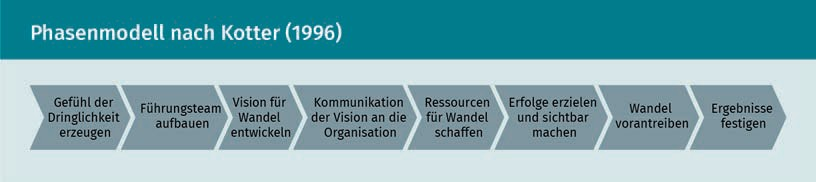 Phasenmodell nach Kotter (1996)
Gefühl der
Dringlichkeit
erzeugen
Führungsteam
aufbauen
Vision für
Wandel
entwickeln
Kommunikation
der Vision an die
Organisation
Ressourcen
für Wandel
schaffen
Erfolge erzielen
und sichtbar
machen
Wandel
vorantreiben
Ergebnisse
festigen